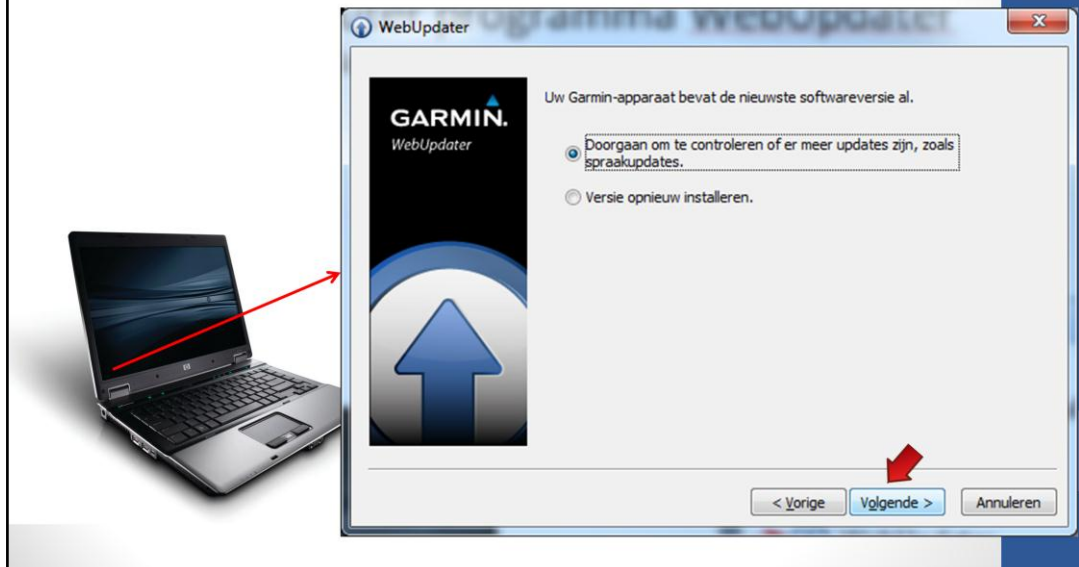 WebUpdater
GARMIN.
WebUpdater
Uw Garmin-apparaat bevat de nieuwste softwareversie al.
Doorgaan om te controleren of er meer updates zijn, zoals
spraakupdates.
Versie opnieuw installeren.
< Vorige
Volgende >
Annuleren